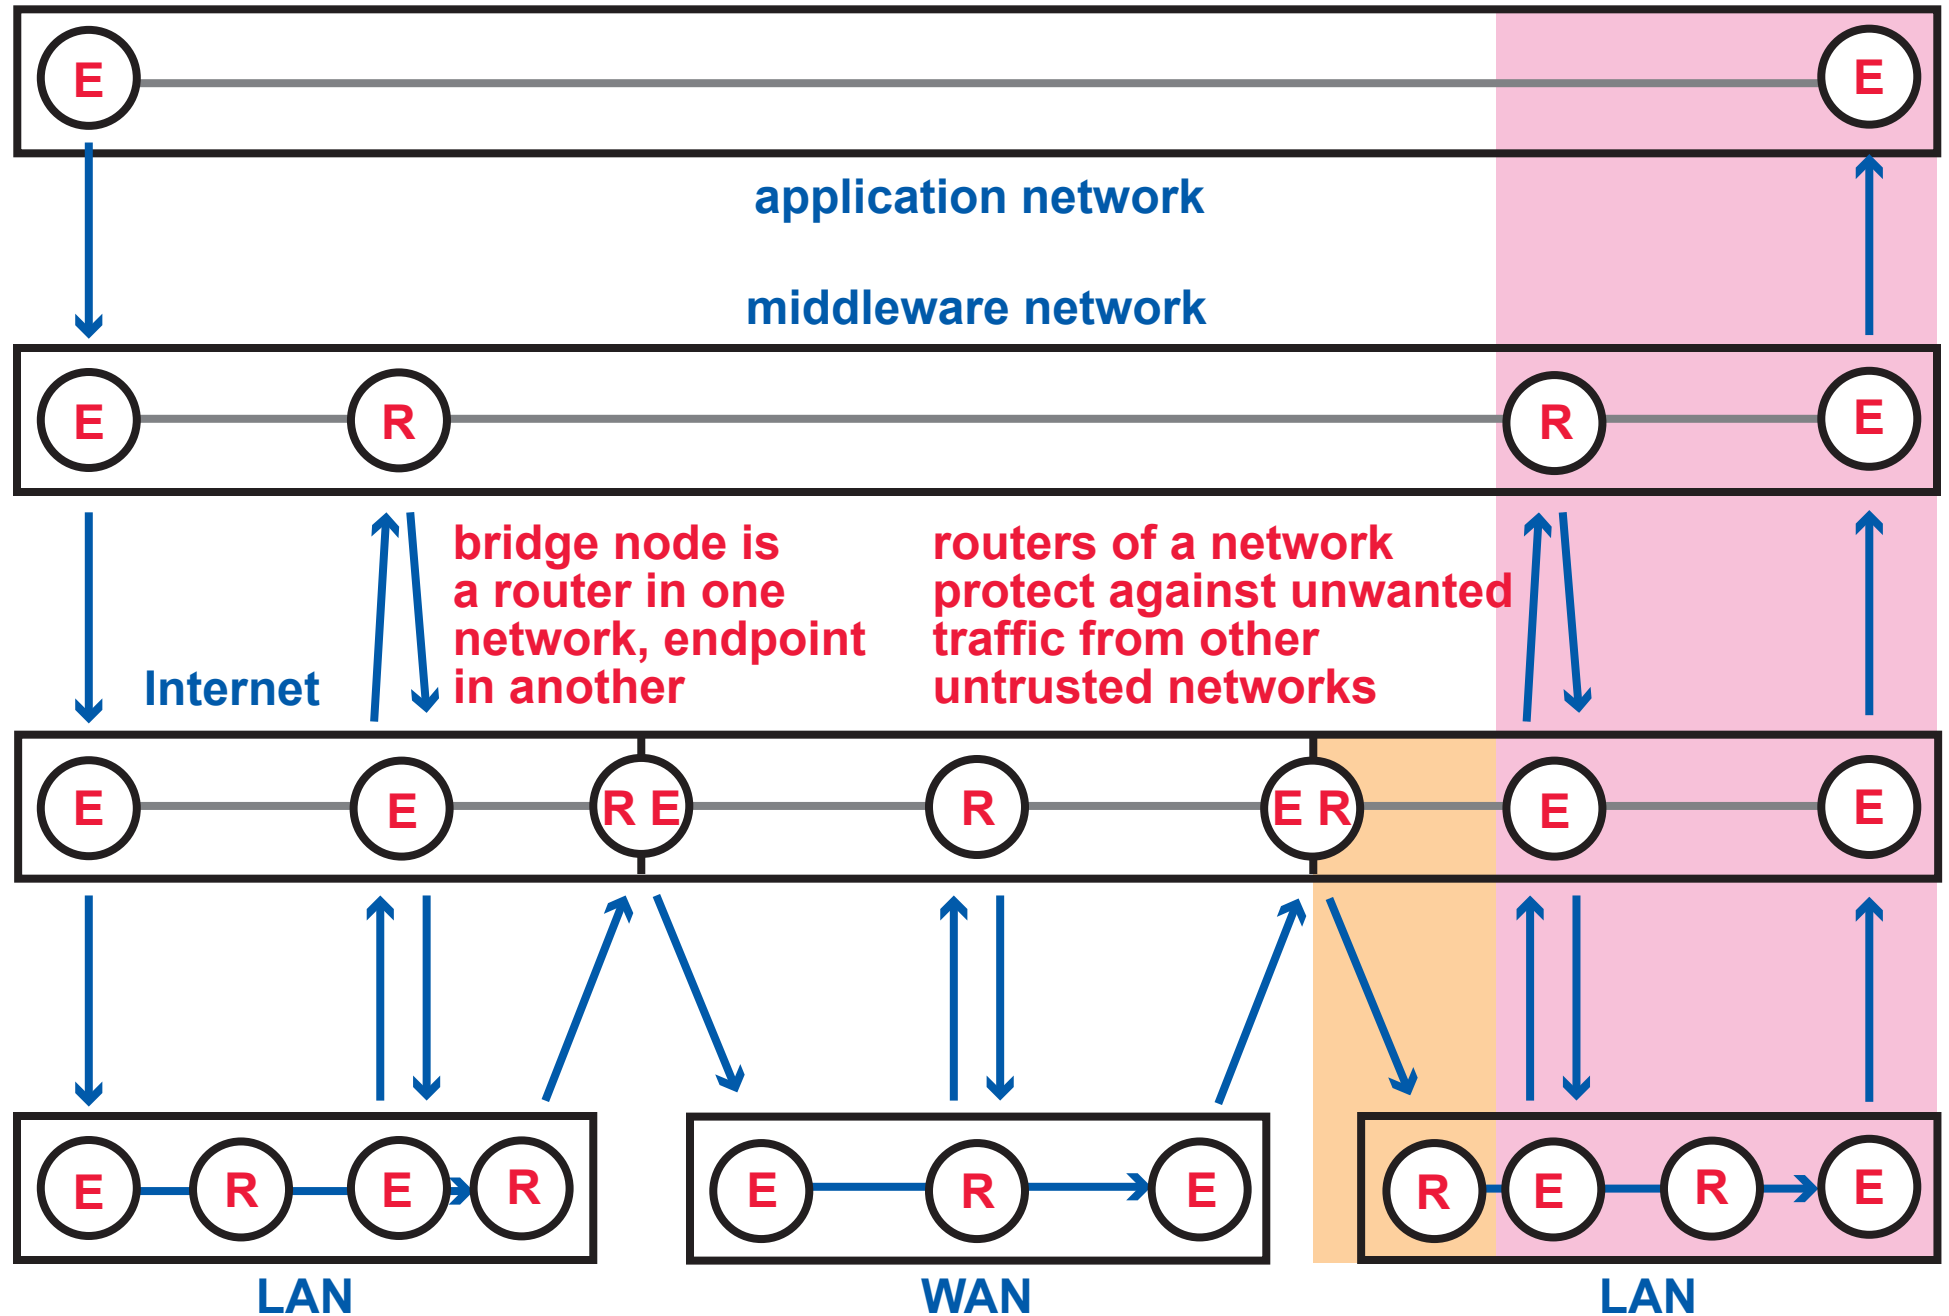 E E
application network
middleware network
E R R E
bridge node is
a router in one
network, endpoint
in another
routers of a network
protect against unwanted
traffic from other
untrusted networks
Internet
E E R E R E R E E
E R E R
E R E
R E R E
LAN
WAN
LAN